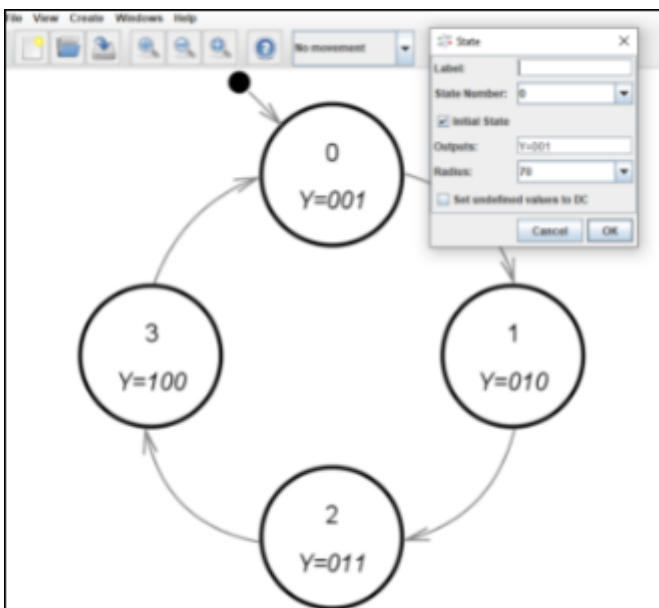 File View Create Windows Help
No movement
State
Label:
State Number: 0
Initial State
Outputs: Y=001
Radius: 70
Set undefined values to DC
Cancel OK
0
Y=001
3
Y=100
1
Y=010
2
Y=011